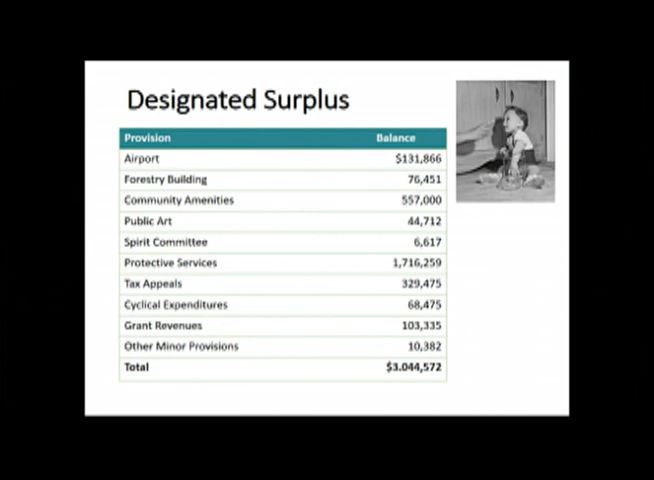 Designated Surplus
Provision Balance
Airport $131,866
Forestry Building 76,451
Community Amenities 557,000
Public Art 44,712
Spirit Committee 6,617
Protective Services 1,716,259
Tax Appeals 329,475
Cyclical Expenditures 68,475
Grant Revenues 103,335
Other Minor Provisions 10,382
Total $3.044,572